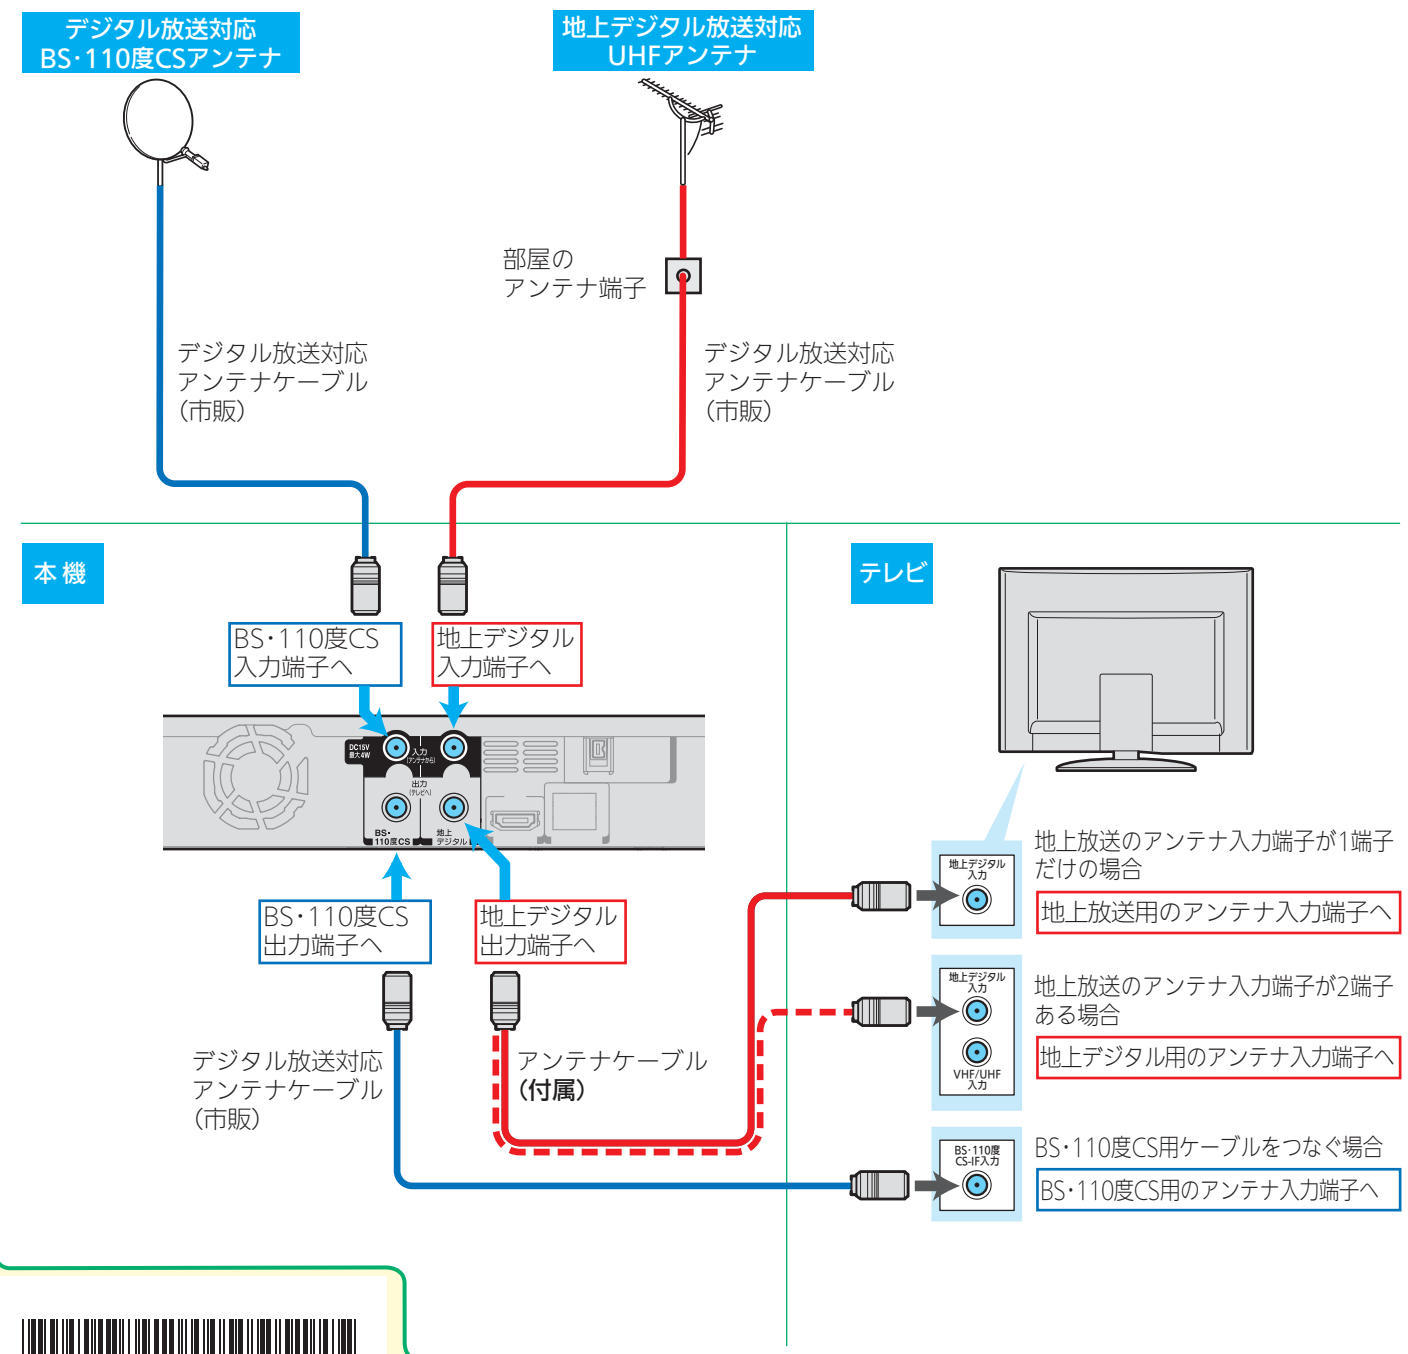 デジタル放送対応
BS･110度CSアンテナ
地上デジタル放送対応
UHFアンテナ
部屋の
アンテナ端子
デジタル放送対応
アンテナケーブル
(市販)
デジタル放送対応
アンテナケーブル
(市販)
本機
テレビ
BS･110度CS
入力端子へ
地上デジタル
入力端子へ
DC15V
最大4W
入力
(アンテナから)
出力
(テレビへ)
BS･
110度CS
地上
デジタル
BS･110度CS
出力端子へ
地上デジタル
出力端子へ
デジタル放送対応
アンテナケーブル
(市販)
アンテナケーブル
(付属)
地上デジタル
入力
地上放送のアンテナ入力端子が1端子
だけの場合
地上放送用のアンテナ入力端子へ
地上デジタル
入力
VHF/UHF
入力
地上放送のアンテナ入力端子が2端子
ある場合
地上デジタル用のアンテナ入力端子へ
BS･110度
CS-IF入力
BS･110度CS用ケーブルをつなぐ場合
BS･110度CS用のアンテナ入力端子へ